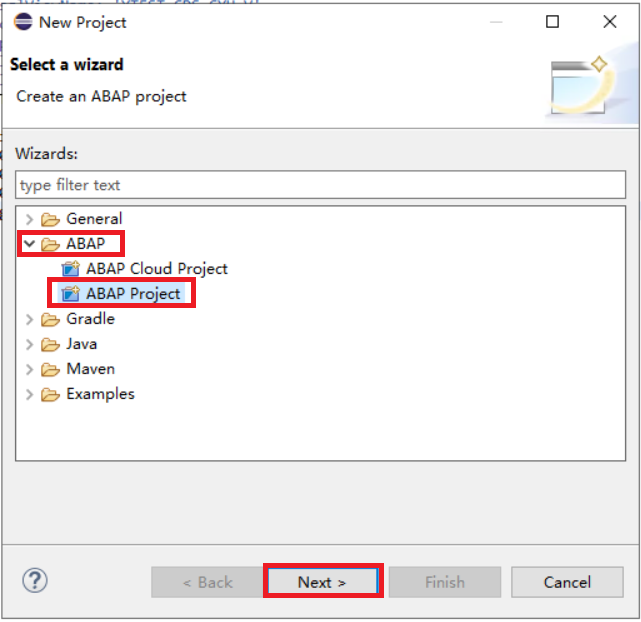 New Project
Select a wizard
Create an ABAP project
Wizards:
type filter text
General
ABAP
ABAP Cloud Project
ABAP Project
Gradle
Java
Maven
Examples
?
< Back
Next >
Finish
Cancel